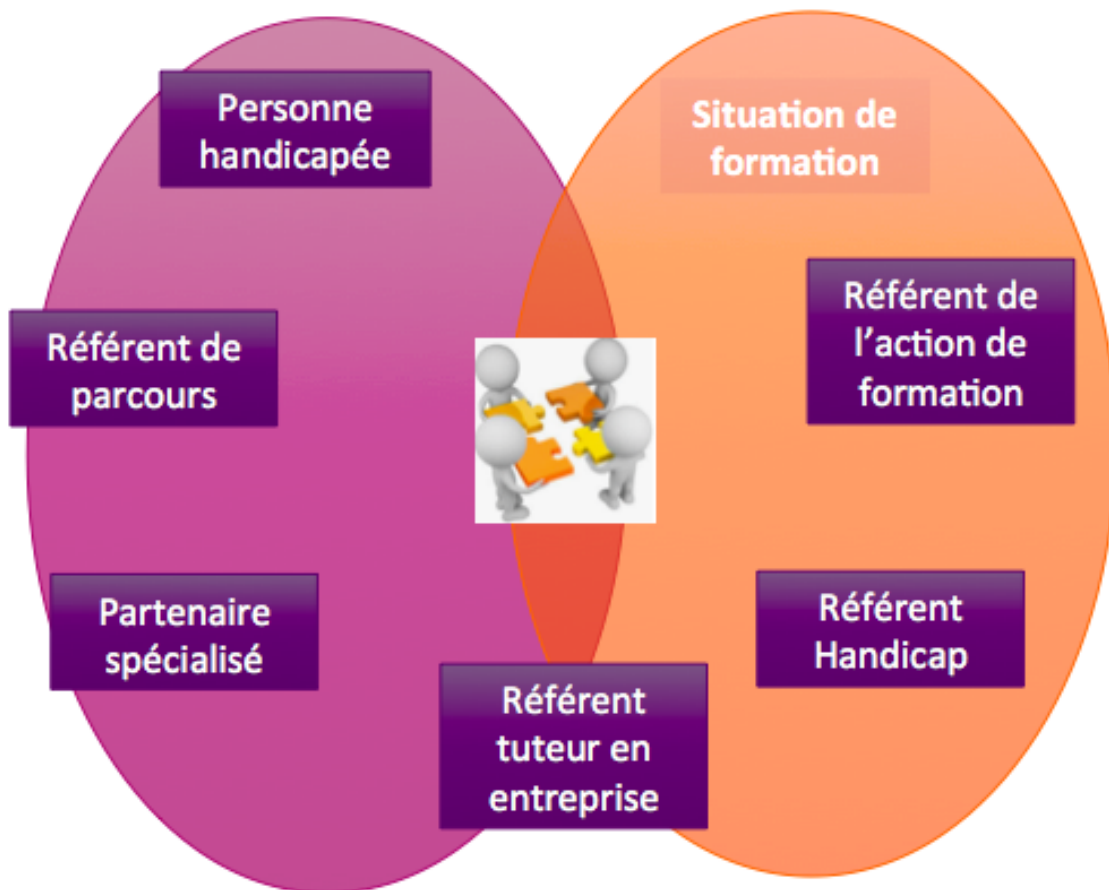 Personne
handicapée
Situation de
formation
Référent de
parcours
Référent de
l’action de
formation
Partenaire
spécialisé
Référent
Handicap
Référent
tuteur en
entreprise